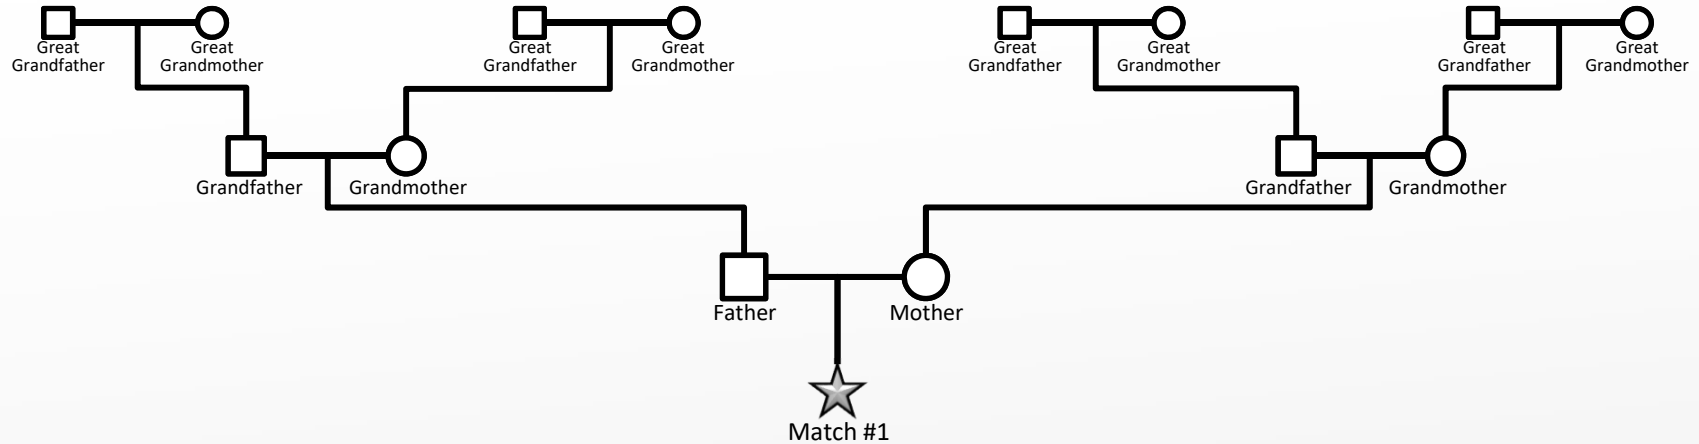 Great
Grandfather
Great
Grandmother
Great
Grandfather
Great
Grandmother
Great
Grandfather
Great
Grandmother
Great
Grandfather
Great
Grandmother
Grandfather
Grandmother
Grandfather
Grandmother
Father
Mother
Match #1